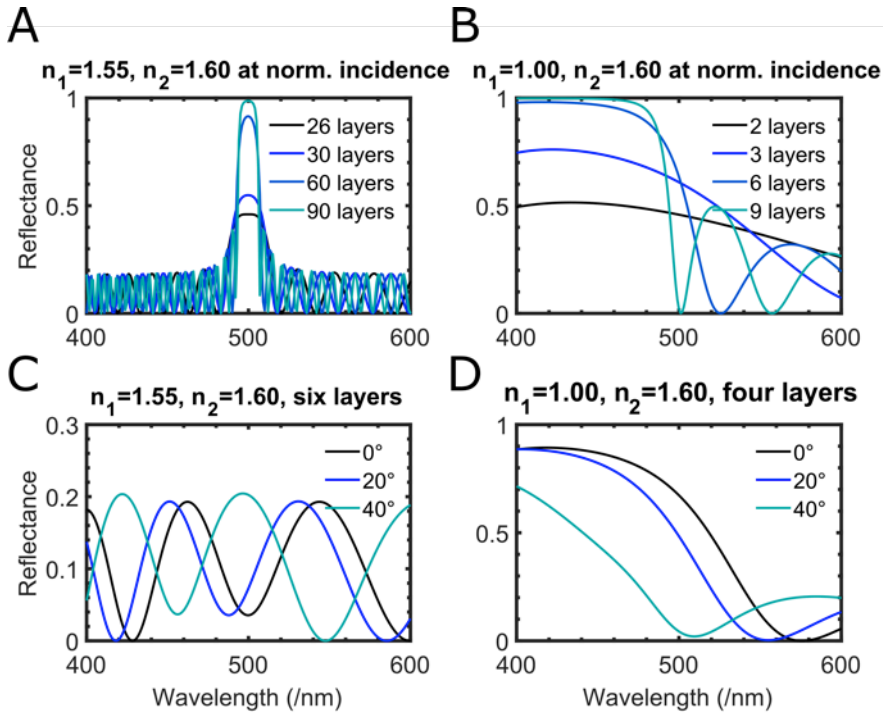 A
n1=1.55, n2=1.60 at norm. incidence
1
0.5
0
Reflectance
26 layers
30 layers
60 layers
90 layers
400
500
600
B
n1=1.00, n2=1.60 at norm. incidence
1
0.5
0
2 layers
3 layers
6 layers
9 layers
400
500
600
C
n1=1.55, n2=1.60, six layers
0.3
0.2
0.1
0
Reflectance
0°
20°
40°
400
500
600
Wavelength (/nm)
D
n1=1.00, n2=1.60, four layers
1
0.5
0
0°
20°
40°
400
500
600
Wavelength (/nm)